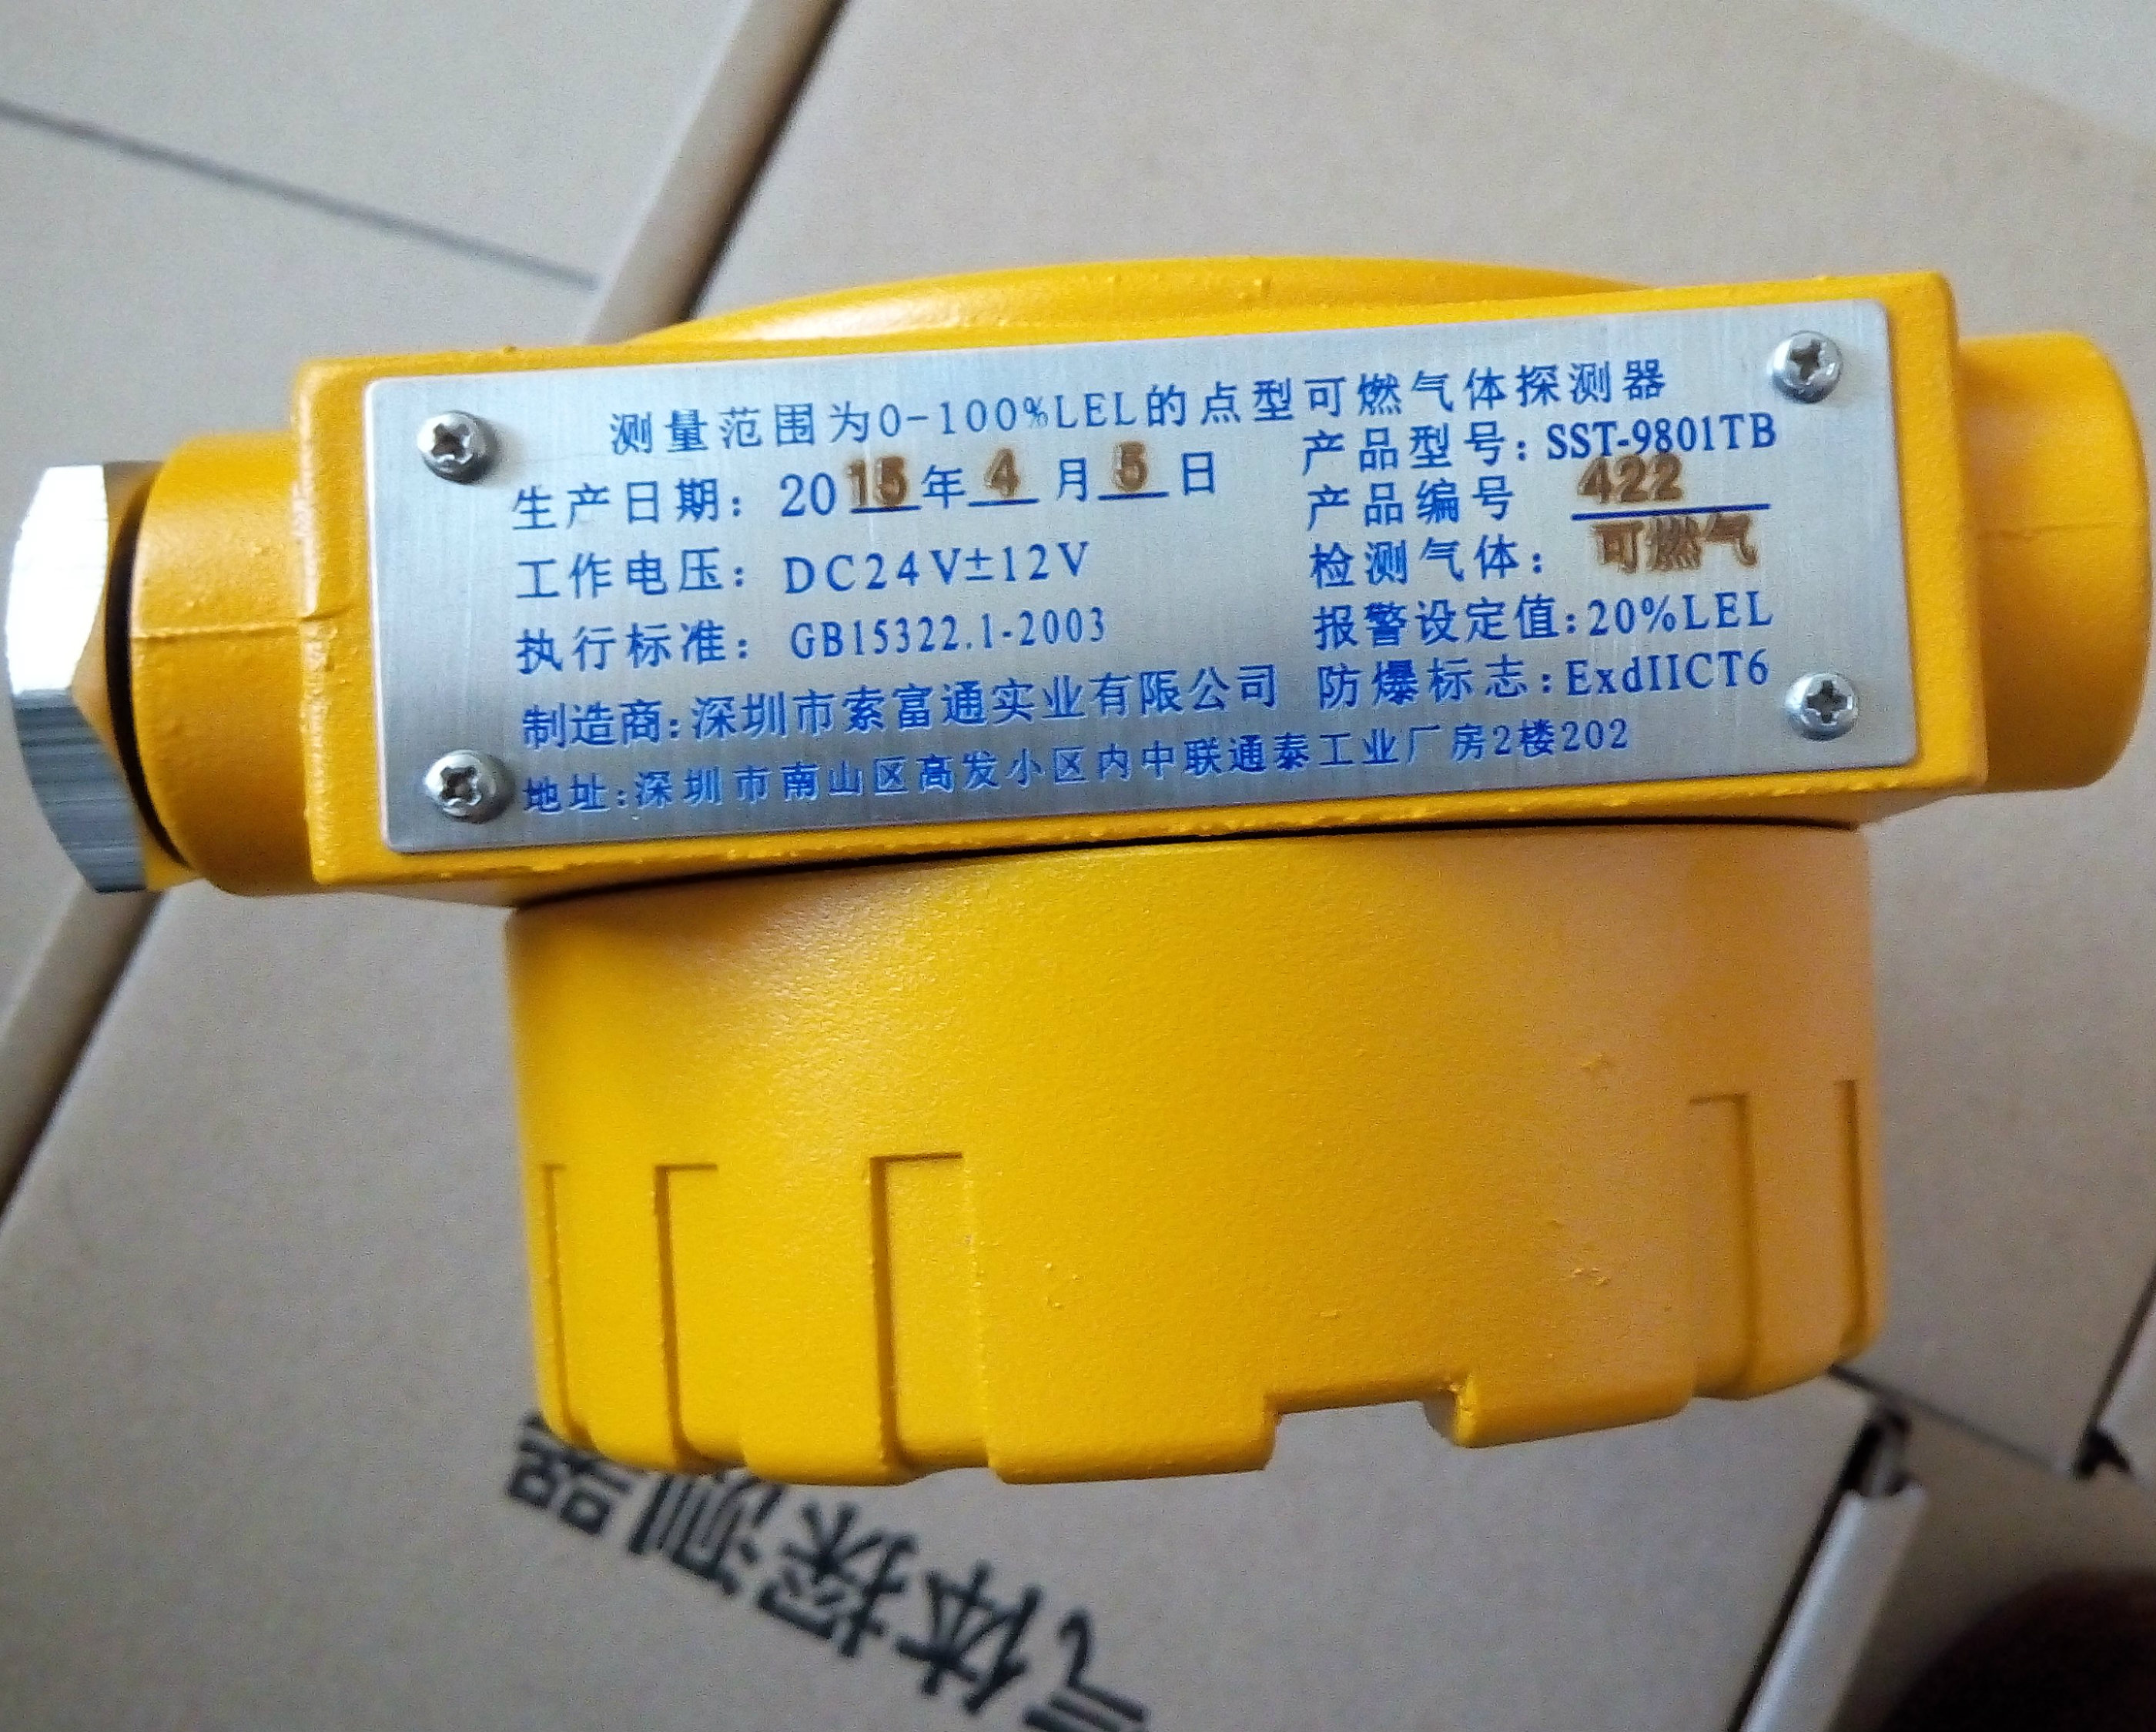 测量范围为0-100%LEL的点型可燃气体探测器
生产日期：2015年4月5日
产品型号：SST-9801TB
产品编号 422
工作电压：DC24V±12V
检测气体：可燃气
执行标准：GB15322.1-2003
报警设定值：20%LEL
制造商：深圳市索富通实业有限公司
防爆标志：ExdIICT6
地址：深圳市南山区高发小区内中联通泰工业厂房2楼202
气体探测器